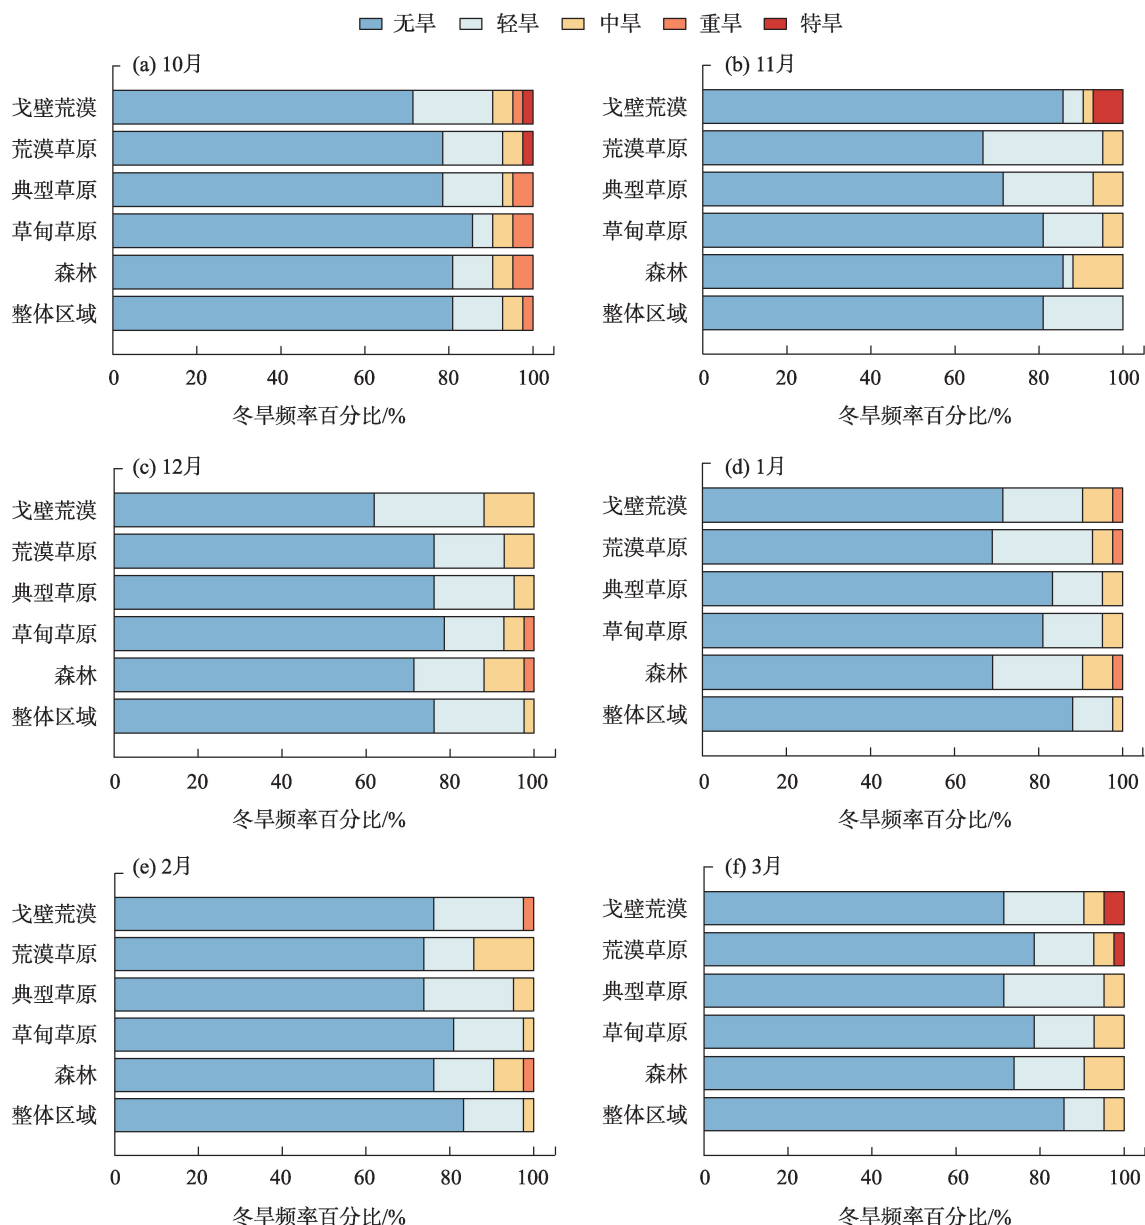 无旱 轻旱 中旱 重旱 特旱
(a) 10月
戈壁荒漠
荒漠草原
典型草原
草甸草原
森林
整体区域
0 20 40 60 80 100
冬旱频率百分比/%
(b) 11月
戈壁荒漠
荒漠草原
典型草原
草甸草原
森林
整体区域
0 20 40 60 80 100
冬旱频率百分比/%
(c) 12月
戈壁荒漠
荒漠草原
典型草原
草甸草原
森林
整体区域
0 20 40 60 80 100
冬旱频率百分比/%
(d) 1月
戈壁荒漠
荒漠草原
典型草原
草甸草原
森林
整体区域
0 20 40 60 80 100
冬旱频率百分比/%
(e) 2月
戈壁荒漠
荒漠草原
典型草原
草甸草原
森林
整体区域
0 20 40 60 80 100
冬旱频率百分比/%
(f) 3月
戈壁荒漠
荒漠草原
典型草原
草甸草原
森林
整体区域
0 20 40 60 80 100
冬旱频率百分比/%